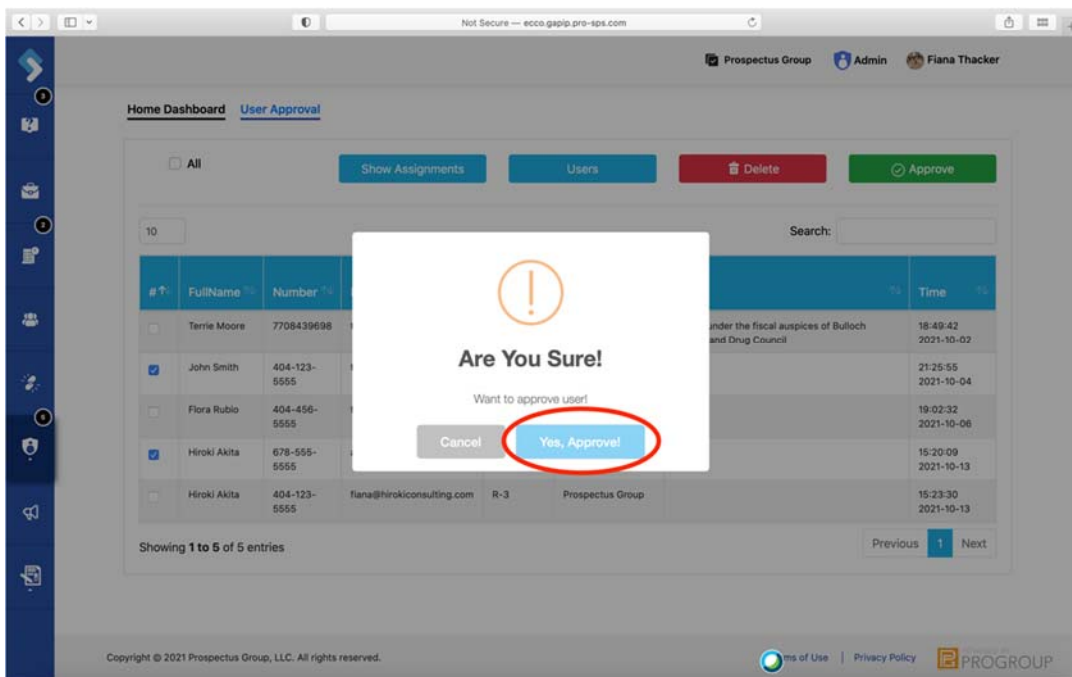 Not Secure — ecco.gapip.pro-sps.com
Prospectus Group Admin Fiana Thacker
3
Home Dashboard User Approval
All Show Assignments Users Delete Approve
2
10 Search:
# FullName Number Time
Terrie Moore 7708439698 under the fiscal auspices of Bulloch 18:49:42
and Drug Council 2021-10-02
John Smith 404-123- 21:25:55
5555 2021-10-04
Flora Rubio 404-456- 19:02:32
5555 2021-10-06
Hiroki Akita 678-555- 15:20:09
5555 2021-10-13
Hiroki Akita 404-123- fiana@hirokiconsulting.com R-3 Prospectus Group 15:23:30
5555 2021-10-13
Are You Sure!
Want to approve user!
Cancel Yes, Approve!
Showing 1 to 5 of 5 entries Previous 1 Next
Copyright © 2021 Prospectus Group, LLC. All rights reserved. ms of Use | Privacy Policy PROGROUP